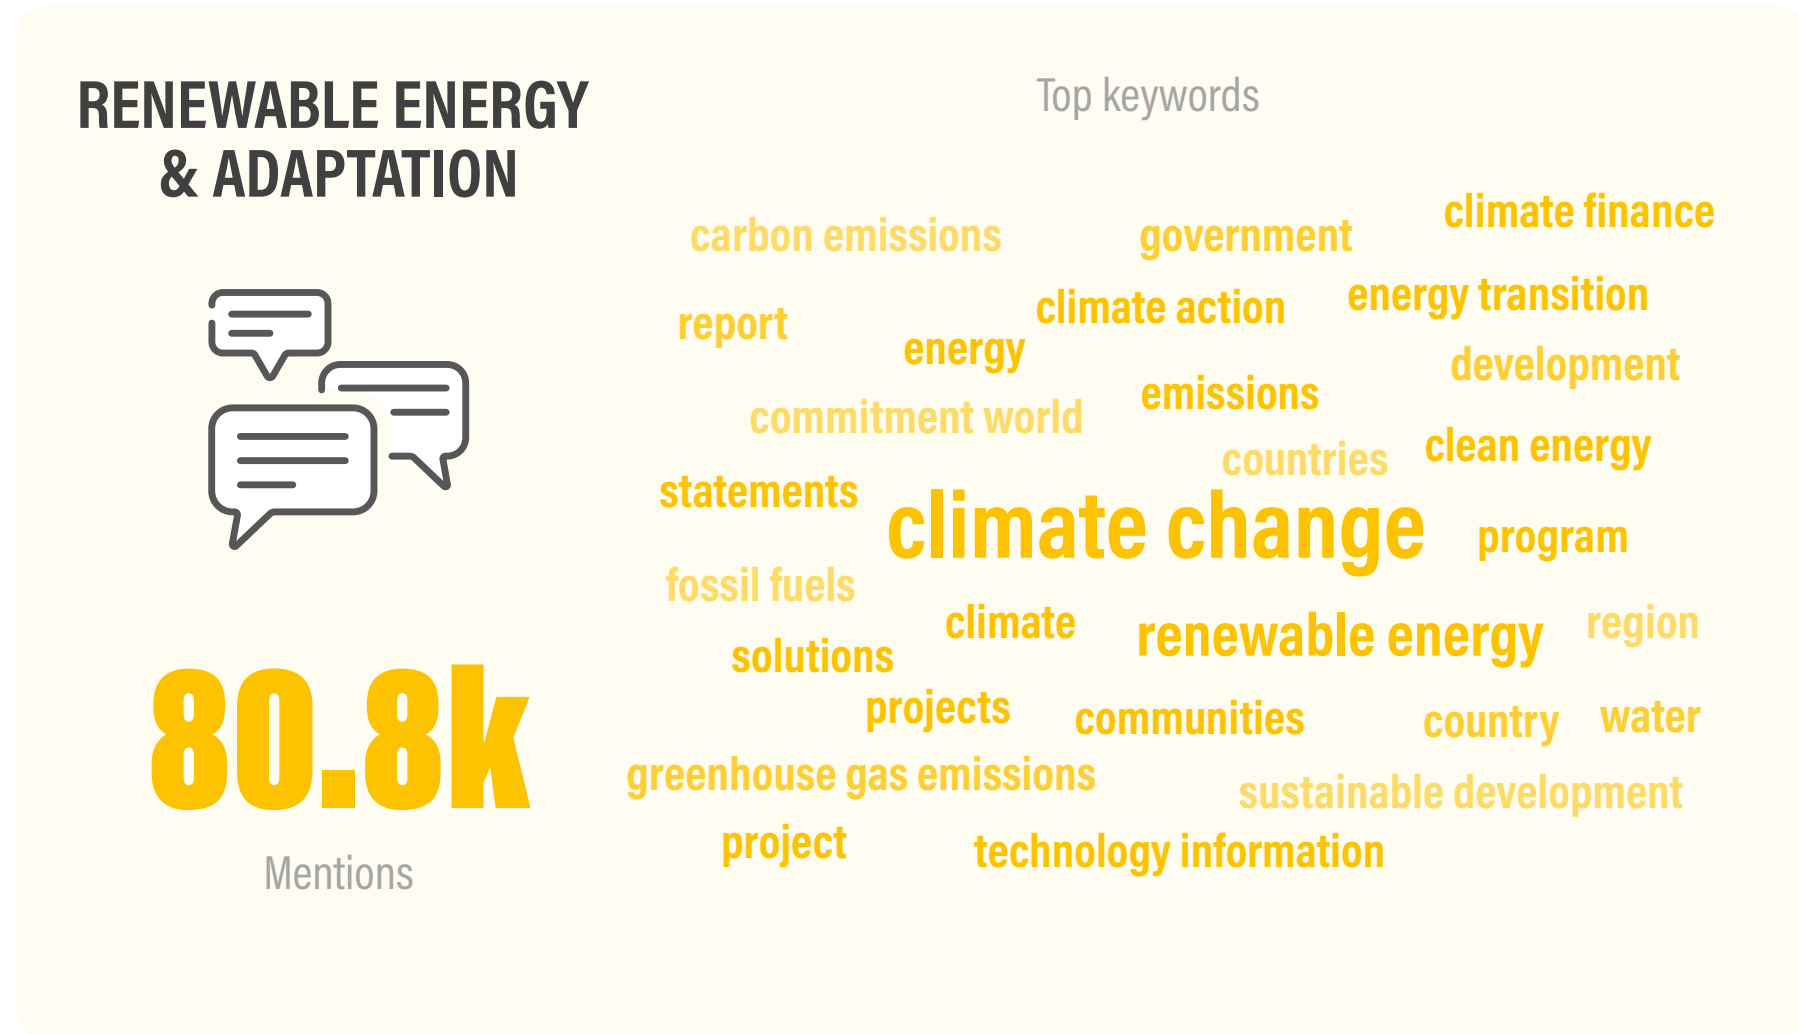 RENEWABLE ENERGY
& ADAPTATION
80.8k
Mentions
Top keywords
climate finance
carbon emissions
government
energy transition
climate action
report
energy
development
emissions
commitment world
clean energy
countries
statements
climate change
program
fossil fuels
climate
renewable energy
region
solutions
projects
communities
country
water
greenhouse gas emissions
sustainable development
project
technology information